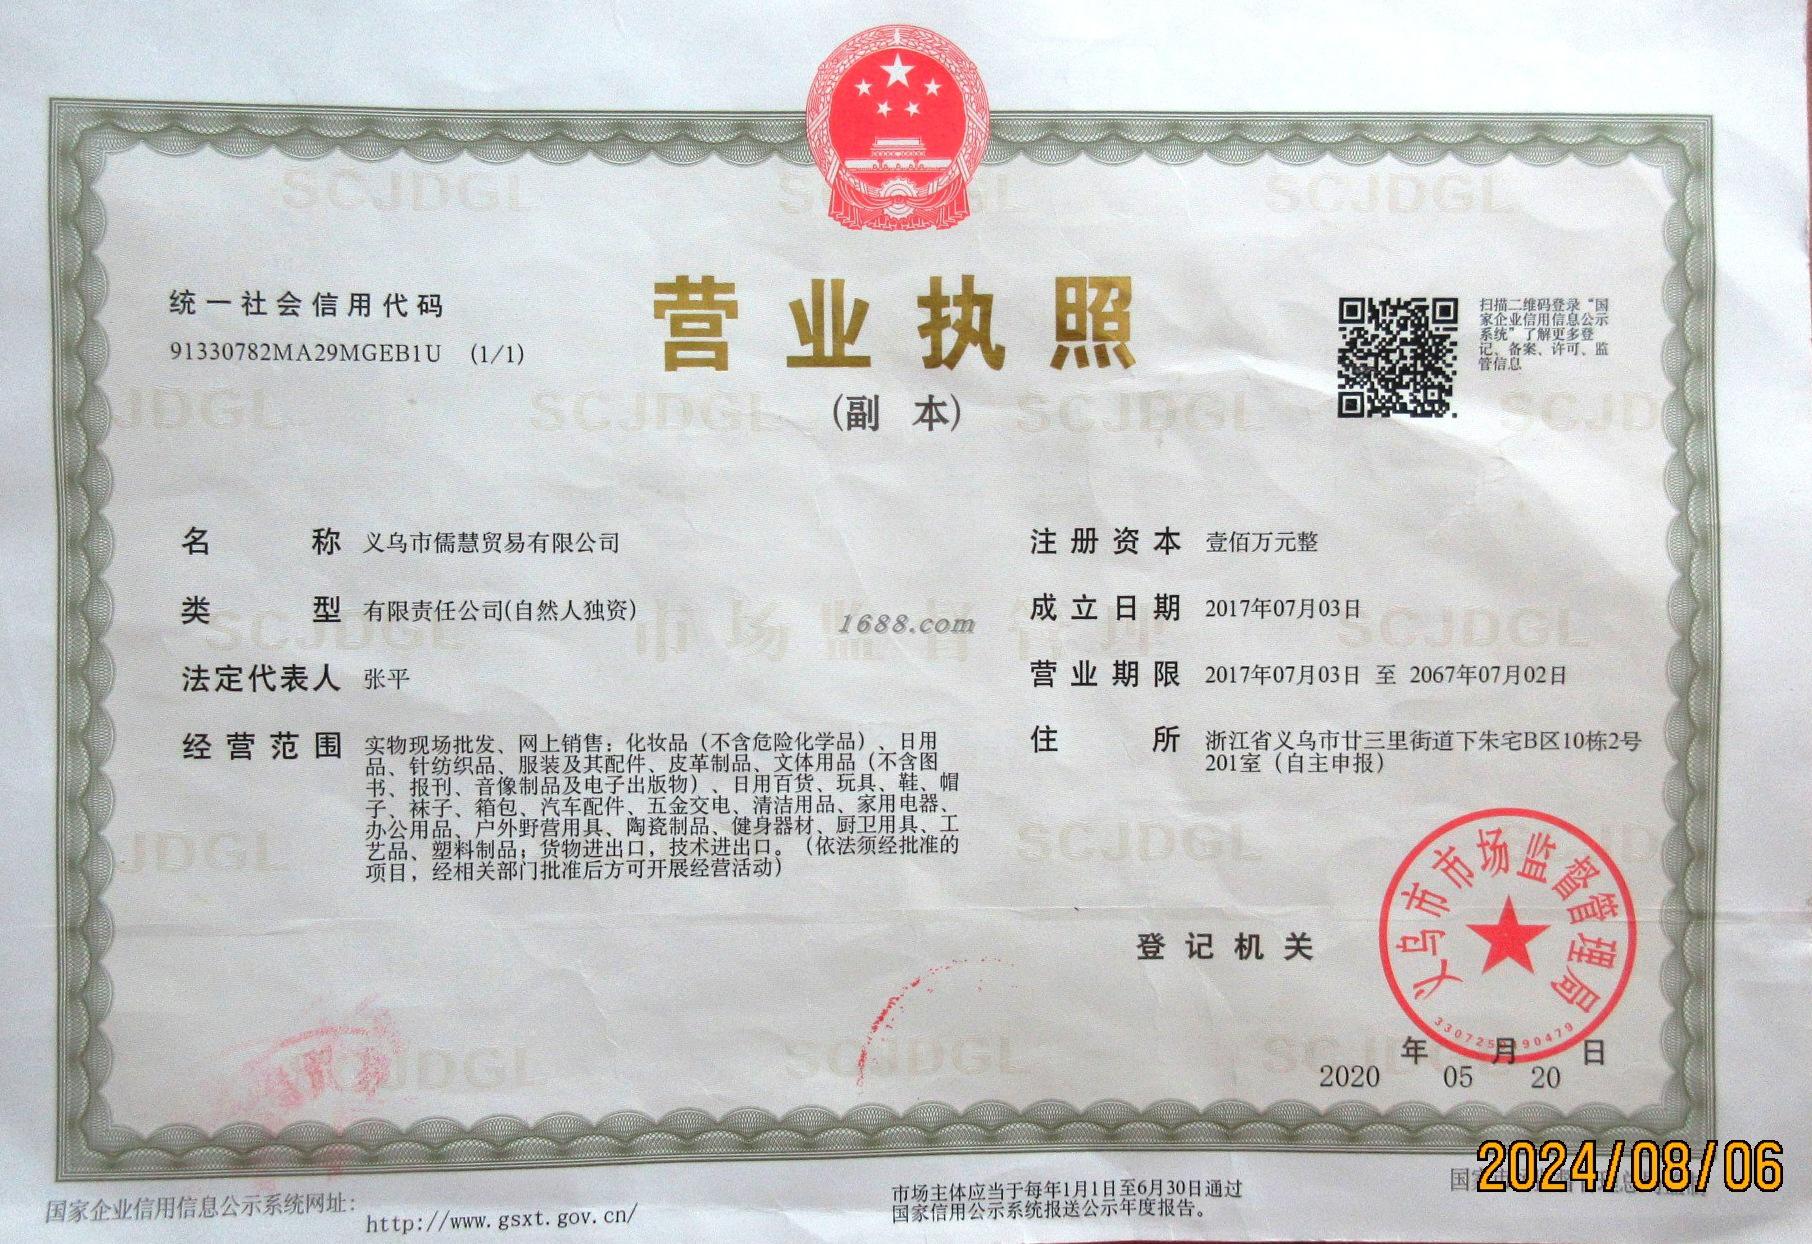 统一社会信用代码
91330782MA29MGEB1U (1/1)
营业执照
(副 本)
扫描二维码登录“国
家企业信用信息公示
系统”了解更多登
记、备案、许可、监
管信息
名 称 义乌市儒慧贸易有限公司
类 型 有限责任公司(自然人独资)
法定代表人 张平
经营范围 实物现场批发、网上销售：化妆品（不含危险化学品）、日用
品、针纺织品、服装及其配件、皮革制品、文体用品（不含图
书、报刊、音像制品及电子出版物）、日用百货、玩具、鞋、帽
子、袜子、箱包、汽车配件、五金交电、清洁用品、家用电器、
办公用品、户外野营用具、陶瓷制品、健身器材、厨卫用具、工
艺品、塑料制品；货物进出口，技术进出口。（依法须经批准的
项目，经相关部门批准后方可开展经营活动）
注册资本 壹佰万元整
成立日期 2017年07月03日
营业期限 2017年07月03日 至 2067年07月02日
住 所 浙江省义乌市廿三里街道下朱宅B区10栋2号
201室（自主申报）
1688.com
市场监督管理
SCJDGL
登记机关
义乌市市场监督管理局
年 月 日
2020 05 20
国家企业信用信息公示系统网址：
http://www.gsxt.gov.cn/
市场主体应当于每年1月1日至6月30日通过
国家信用公示系统报送公示年度报告。
2024/08/06